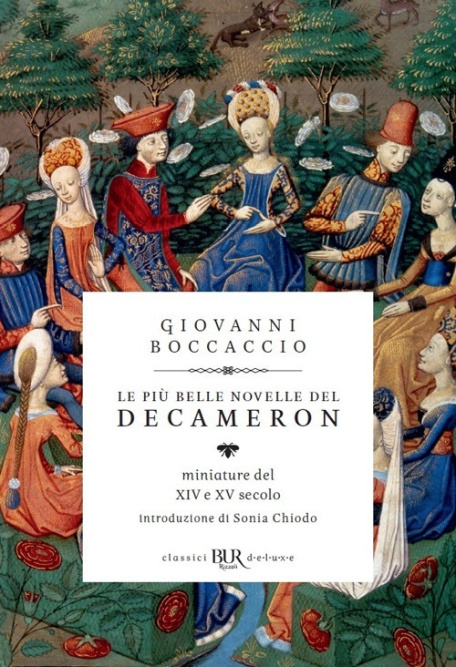 GIOVANNI
BOCCACCIO
LE PIÙ BELLE NOVELLE DEL
DECAMERON
miniature del
XIV e XV secolo
introduzione di Sonia Chiodo
classici BUR deluxe
Rizzoli